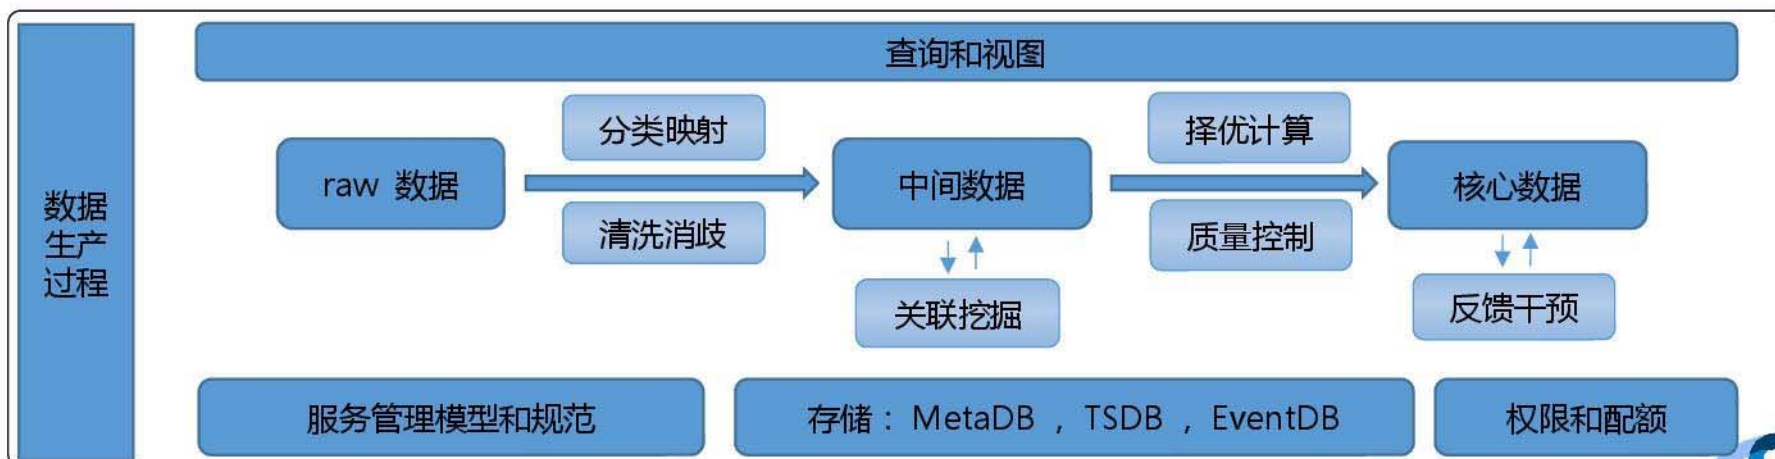 数据
生产
过程
查询和视图
分类映射
择优计算
raw 数据
中间数据
核心数据
清洗消歧
质量控制
关联挖掘
反馈干预
服务管理模型和规范
存储： MetaDB ， TSDB ， EventDB
权限和配额